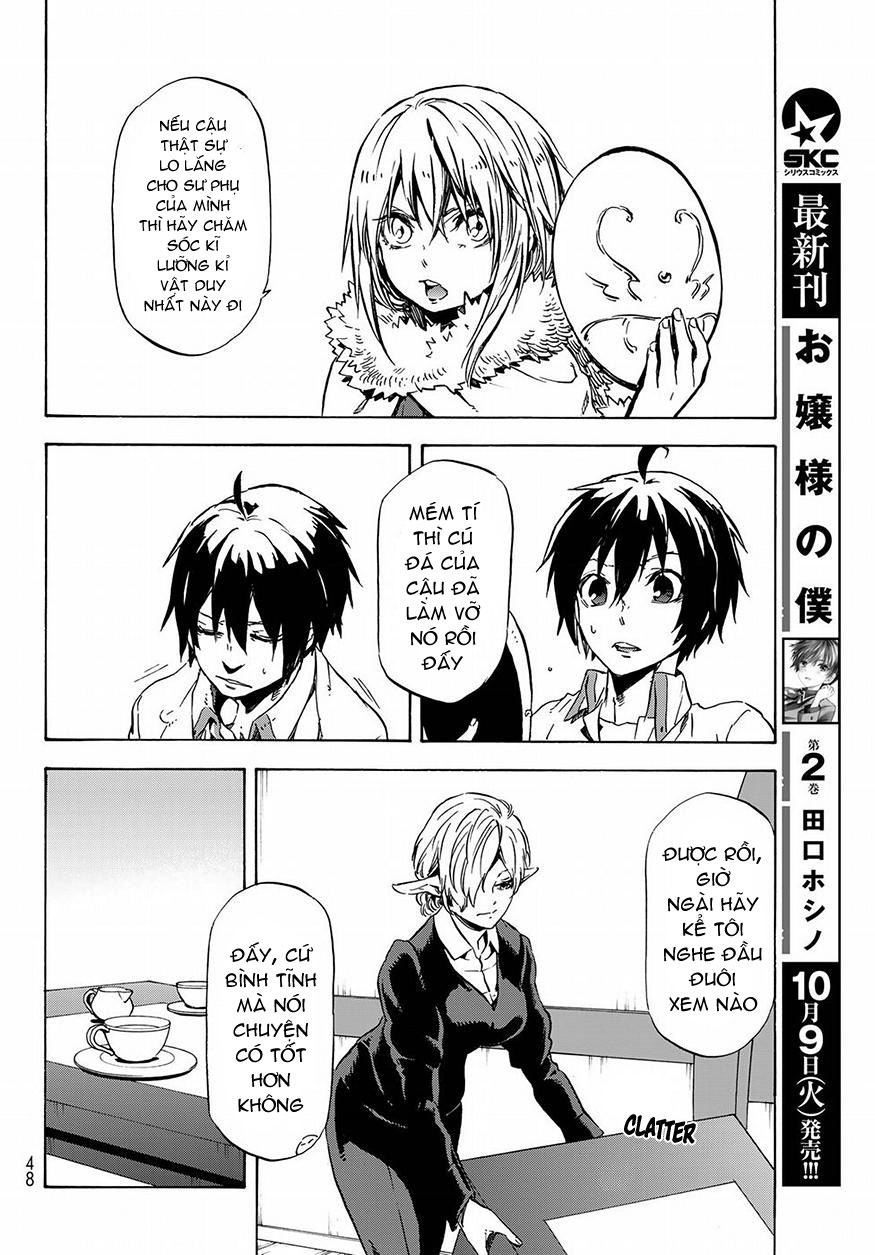 NẾU CẬU
THẬT SỰ
LO LẮNG
CHO SƯ PHỤ
CỦA MÌNH
THÌ HÃY CHĂM
SÓC KĨ
LƯỠNG KỈ
VẬT DUY
NHẤT NÀY ĐI
MÉM TÍ
THÌ CÚ
ĐÁ CỦA
CẬU ĐÃ
LÀM VỠ
NÓ RỒI
ĐẤY
ĐƯỢC RỒI,
GIỜ
NGÀI HÃY
KỂ TÔI
NGHE ĐẦU
ĐUÔI
XEM NÀO
ĐẤY, CỨ
BÌNH TĨNH
MÀ NÓI
CHUYỆN
CÓ TỐT
HƠN
KHÔNG
CLATTER
48
SKC
シリウスコミックス
最新刊
お嬢様の僕
第2巻
田口ホシノ
10月9日(火)発売!!!